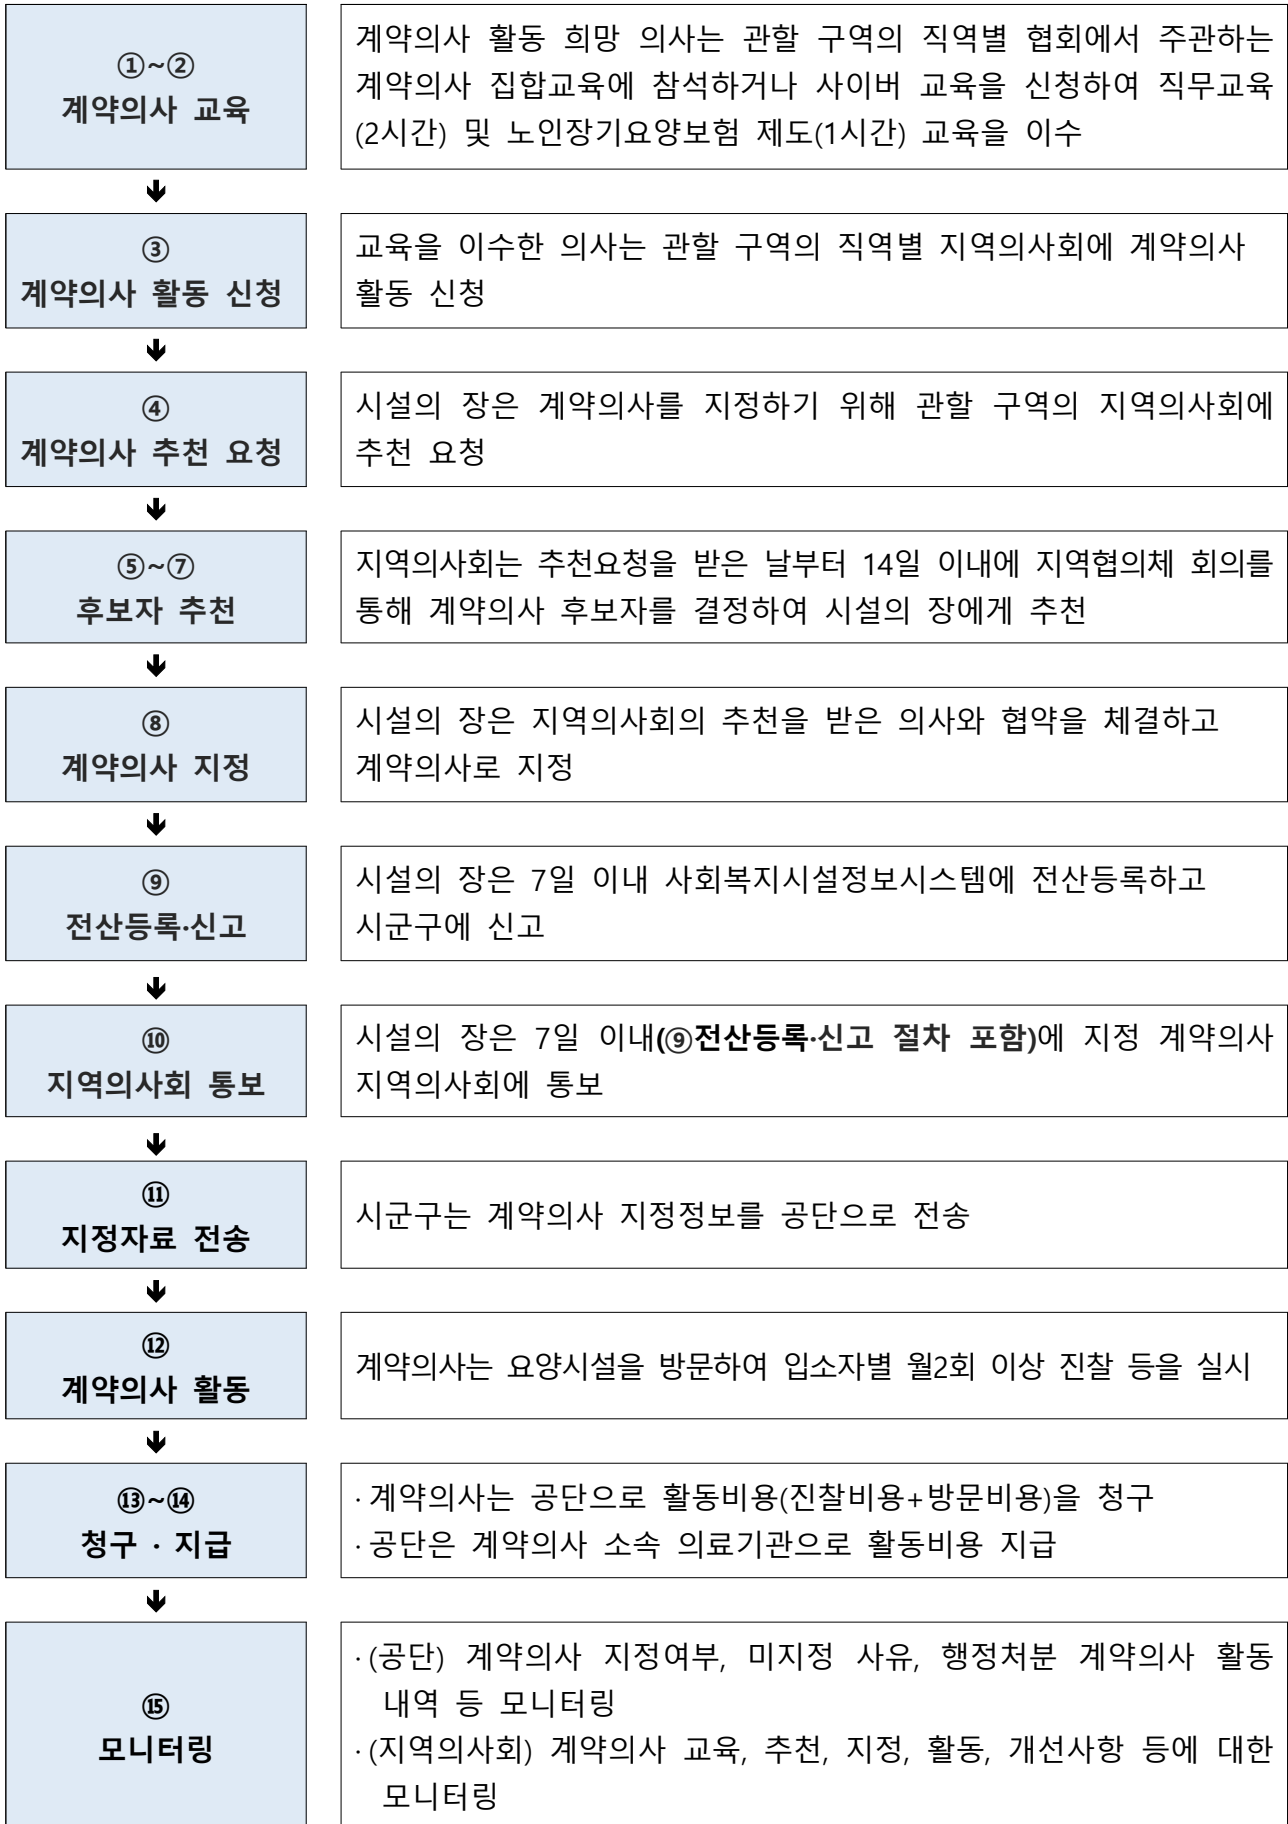 ①~②
계약의사 교육
계약의사 활동 희망 의사는 관할 구역의 직역별 협회에서 주관하는
계약의사 집합교육에 참석하거나 사이버 교육을 신청하여 직무교육
(2시간) 및 노인장기요양보험 제도(1시간) 교육을 이수
③
계약의사 활동 신청
교육을 이수한 의사는 관할 구역의 직역별 지역의사회에 계약의사
활동 신청
④
계약의사 추천 요청
시설의 장은 계약의사를 지정하기 위해 관할 구역의 지역의사회에
추천 요청
⑤~⑦
후보자 추천
지역의사회는 추천요청을 받은 날부터 14일 이내에 지역협의체 회의를
통해 계약의사 후보자를 결정하여 시설의 장에게 추천
⑧
계약의사 지정
시설의 장은 지역의사회의 추천을 받은 의사와 협약을 체결하고
계약의사로 지정
⑨
전산등록·신고
시설의 장은 7일 이내 사회복지시설정보시스템에 전산등록하고
시군구에 신고
⑩
지역의사회 통보
시설의 장은 7일 이내(⑨전산등록·신고 절차 포함)에 지정 계약의사
지역의사회에 통보
⑪
지정자료 전송
시군구는 계약의사 지정정보를 공단으로 전송
⑫
계약의사 활동
계약의사는 요양시설을 방문하여 입소자별 월2회 이상 진찰 등을 실시
⑬~⑭
청구 · 지급
· 계약의사는 공단으로 활동비용(진찰비용+방문비용)을 청구
· 공단은 계약의사 소속 의료기관으로 활동비용 지급
⑮
모니터링
· (공단) 계약의사 지정여부, 미지정 사유, 행정처분 계약의사 활동
내역 등 모니터링
· (지역의사회) 계약의사 교육, 추천, 지정, 활동, 개선사항 등에 대한
모니터링